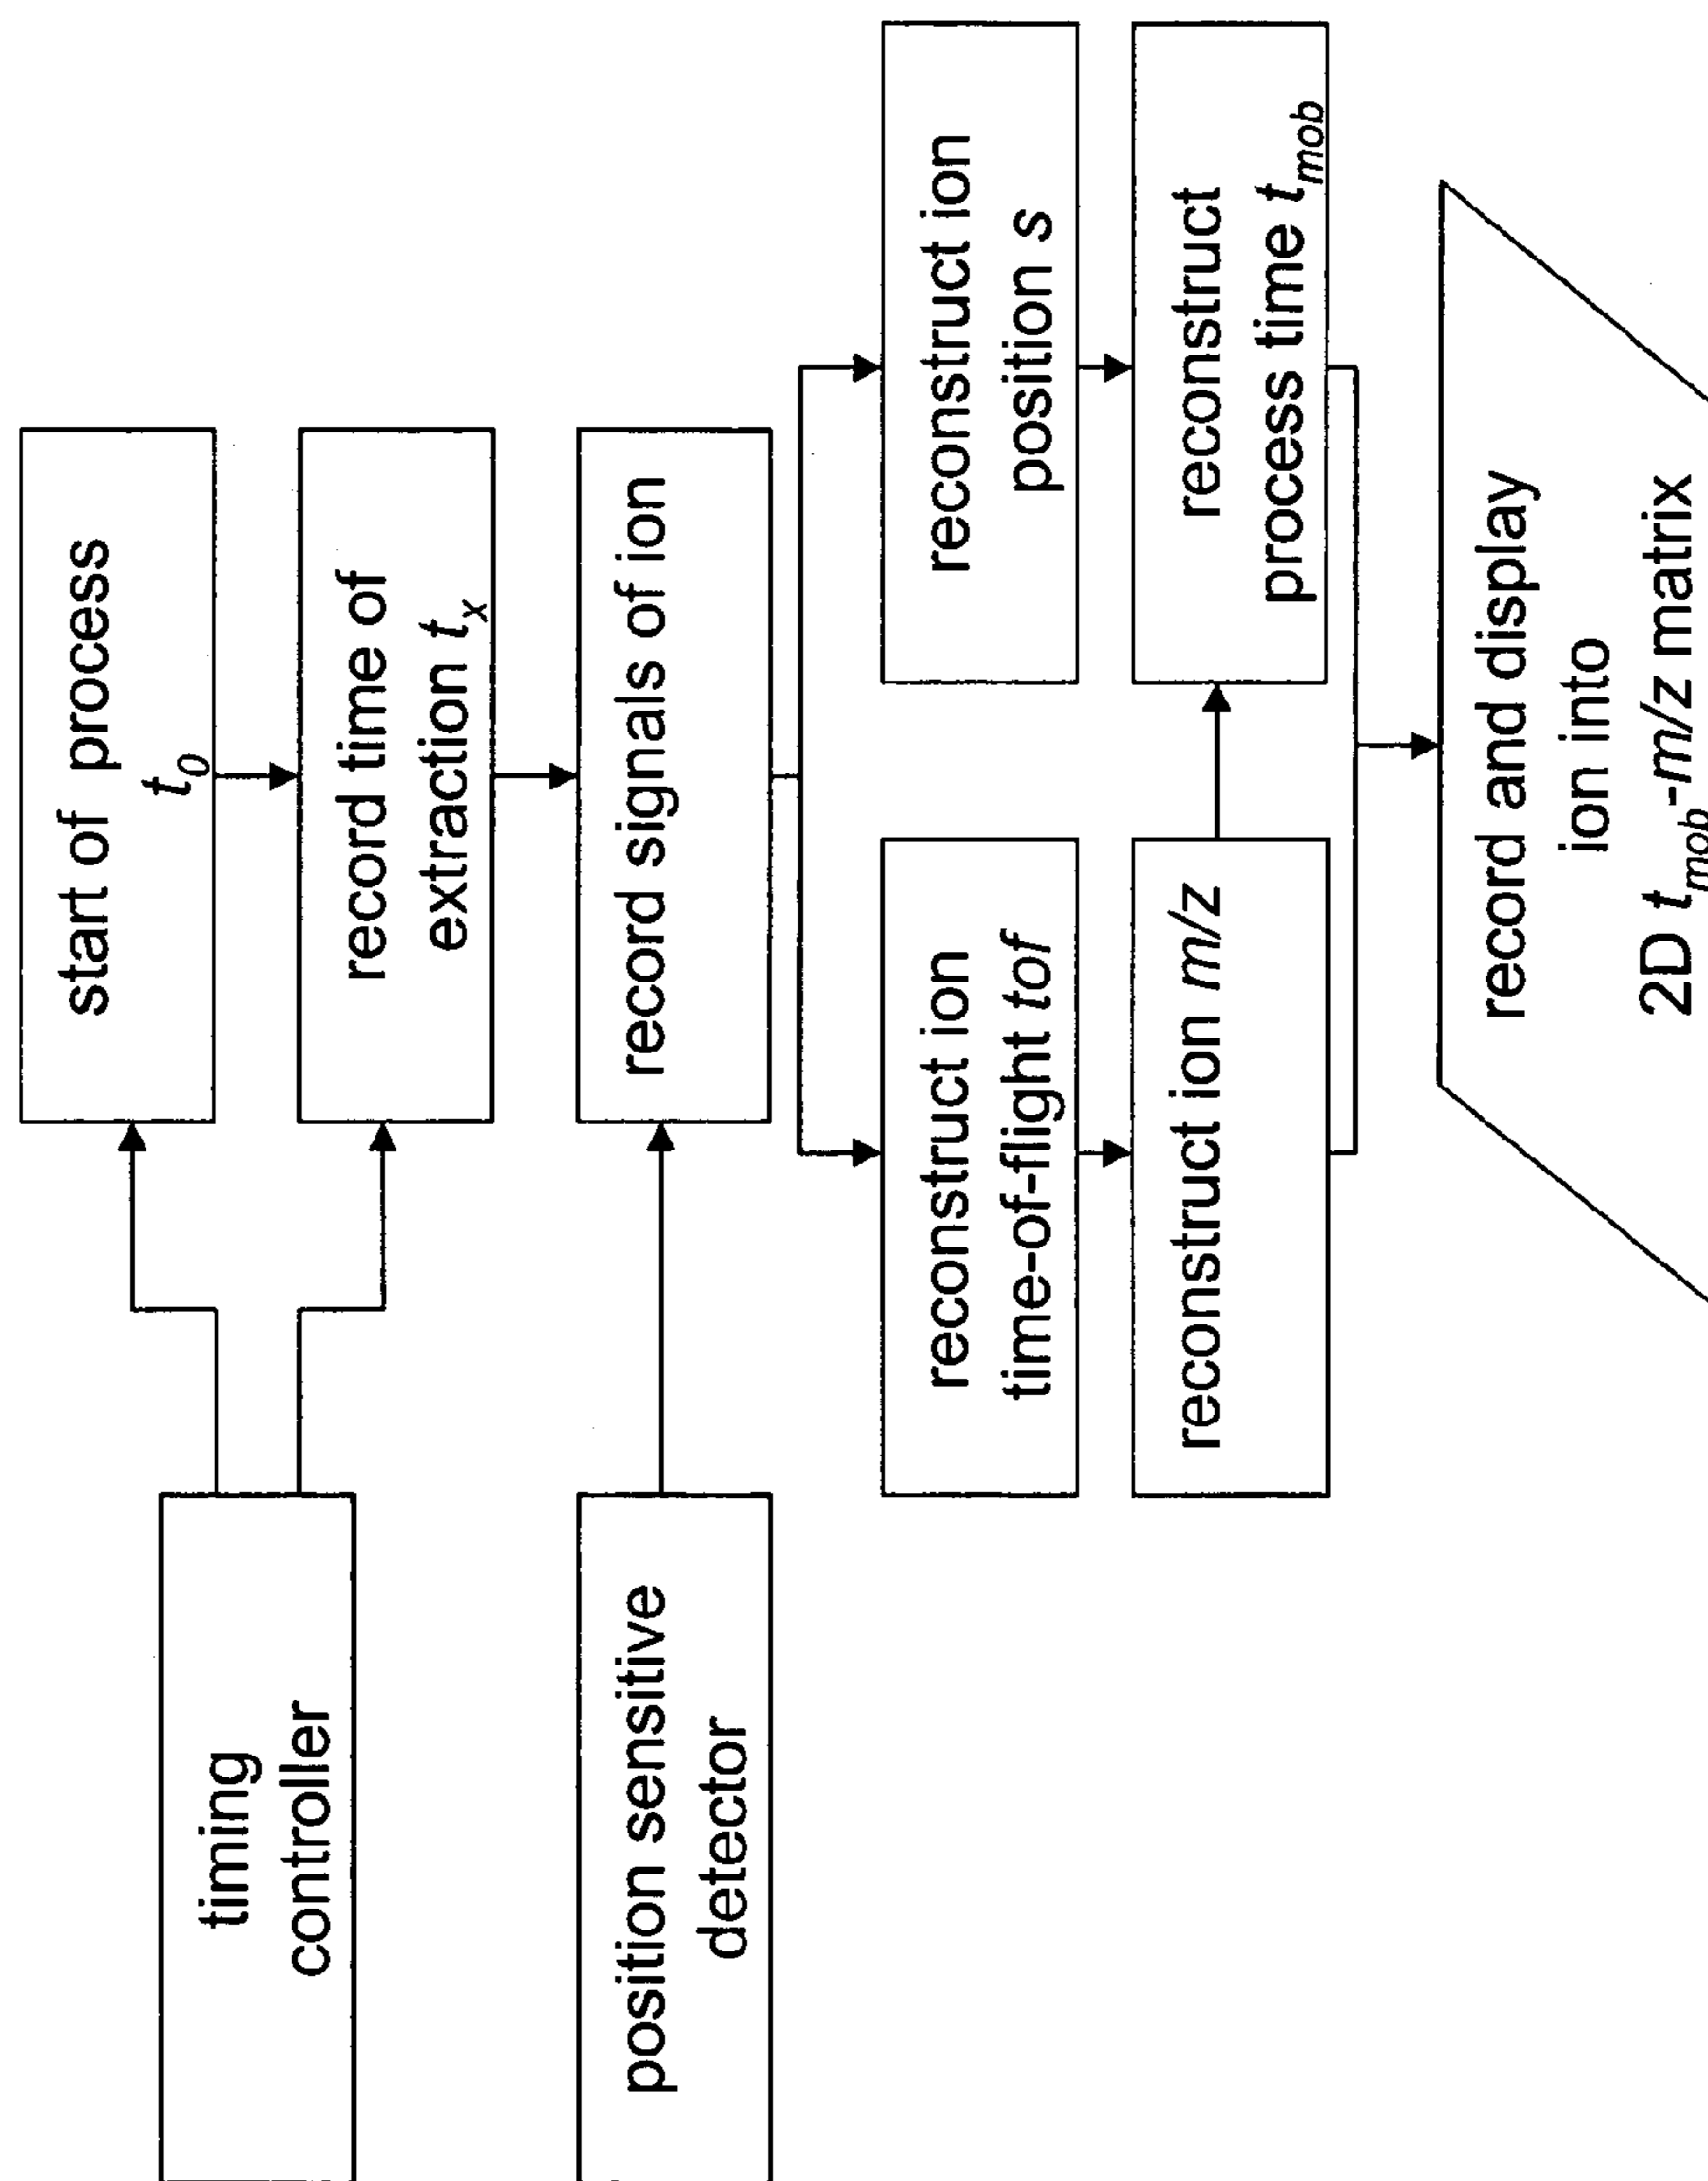 start of process
t0
record time of
extraction tx
timing
controller
record signals of ion
position sensitive
detector
reconstruct ion
time-of-flight tof
reconstruct ion
position s
reconstruct ion m/z
reconstruct
process time tmob
record and display
ion into
2D tmob-m/z matrix